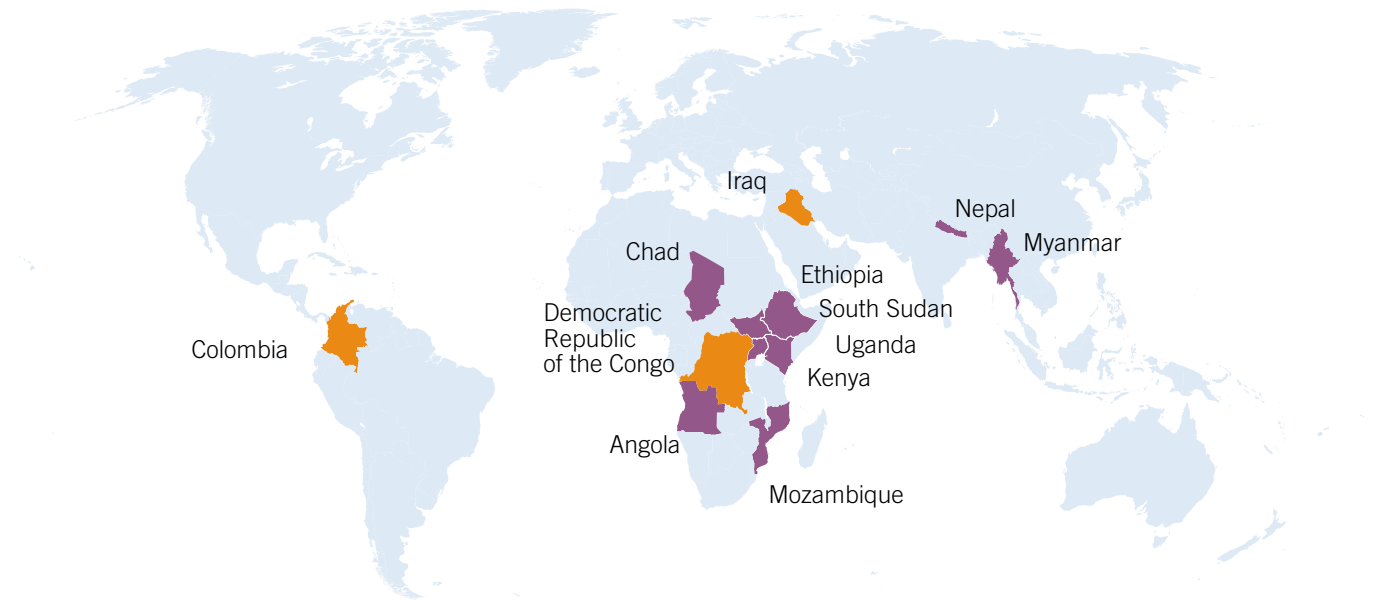 Iraq
Nepal
Myanmar
Chad
Ethiopia
South Sudan
Democratic
Republic
of the Congo
Uganda
Colombia
Kenya
Angola
Mozambique